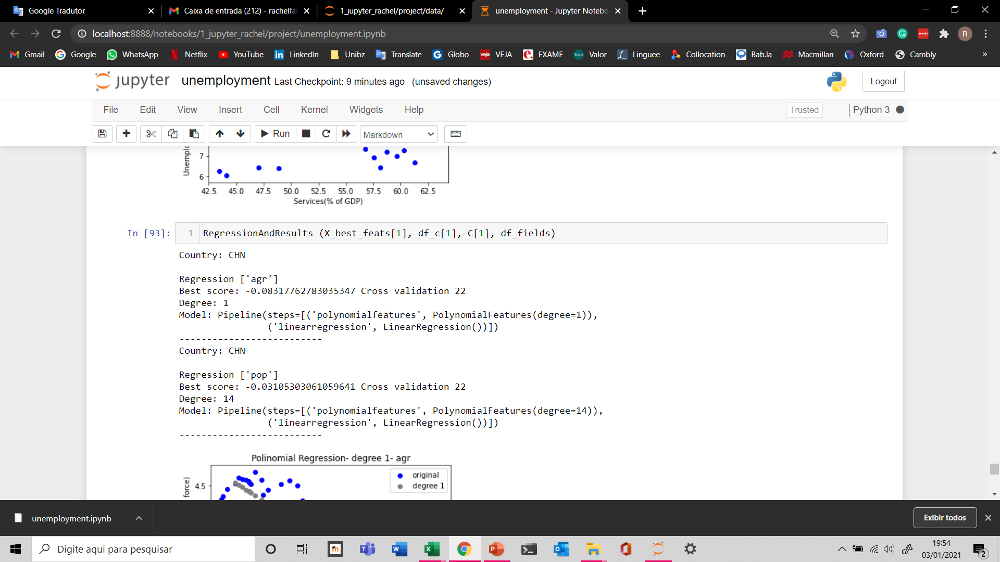 Google Tradutor
Caixa de entrada (212) - rachelfar
1_jupyter_rachel/project/data/
unemployment - Jupyter Notebo
localhost:8888/notebooks/1_jupyter_rachel/project/unemployment.ipynb
R
Gmail Google WhatsApp Netflix YouTube LinkedIn Unibz Translate Globo VEJA EXAME Valor Linguee Collocation Bab.la Macmillan Oxford Cambly »
jupyter unemployment Last Checkpoint: 9 minutes ago (unsaved changes)
Logout
File Edit View Insert Cell Kernel Widgets Help
Trusted Python 3
Run Markdown
Unemplo
7
6
42.5 45.0 47.5 50.0 52.5 55.0 57.5 60.0 62.5
Services(% of GDP)
In [93]: 1 RegressionAndResults (X_best_feats[1], df_c[1], C[1], df_fields)
Country: CHN
Regression ['agr']
Best score: -0.08317762783035347 Cross validation 22
Degree: 1
Model: Pipeline(steps=[('polynomialfeatures', PolynomialFeatures(degree=1)),
('linearregression', LinearRegression())])
--------------------------
Country: CHN
Regression ['pop']
Best score: -0.03105303061059641 Cross validation 22
Degree: 14
Model: Pipeline(steps=[('polynomialfeatures', PolynomialFeatures(degree=14)),
('linearregression', LinearRegression())])
--------------------------
Polinomial Regression- degree 1- agr
original
degree 1
4.5
force)
unemployment.ipynb
Exibir todos
Digite aqui para pesquisar
19:54
03/01/2021
2